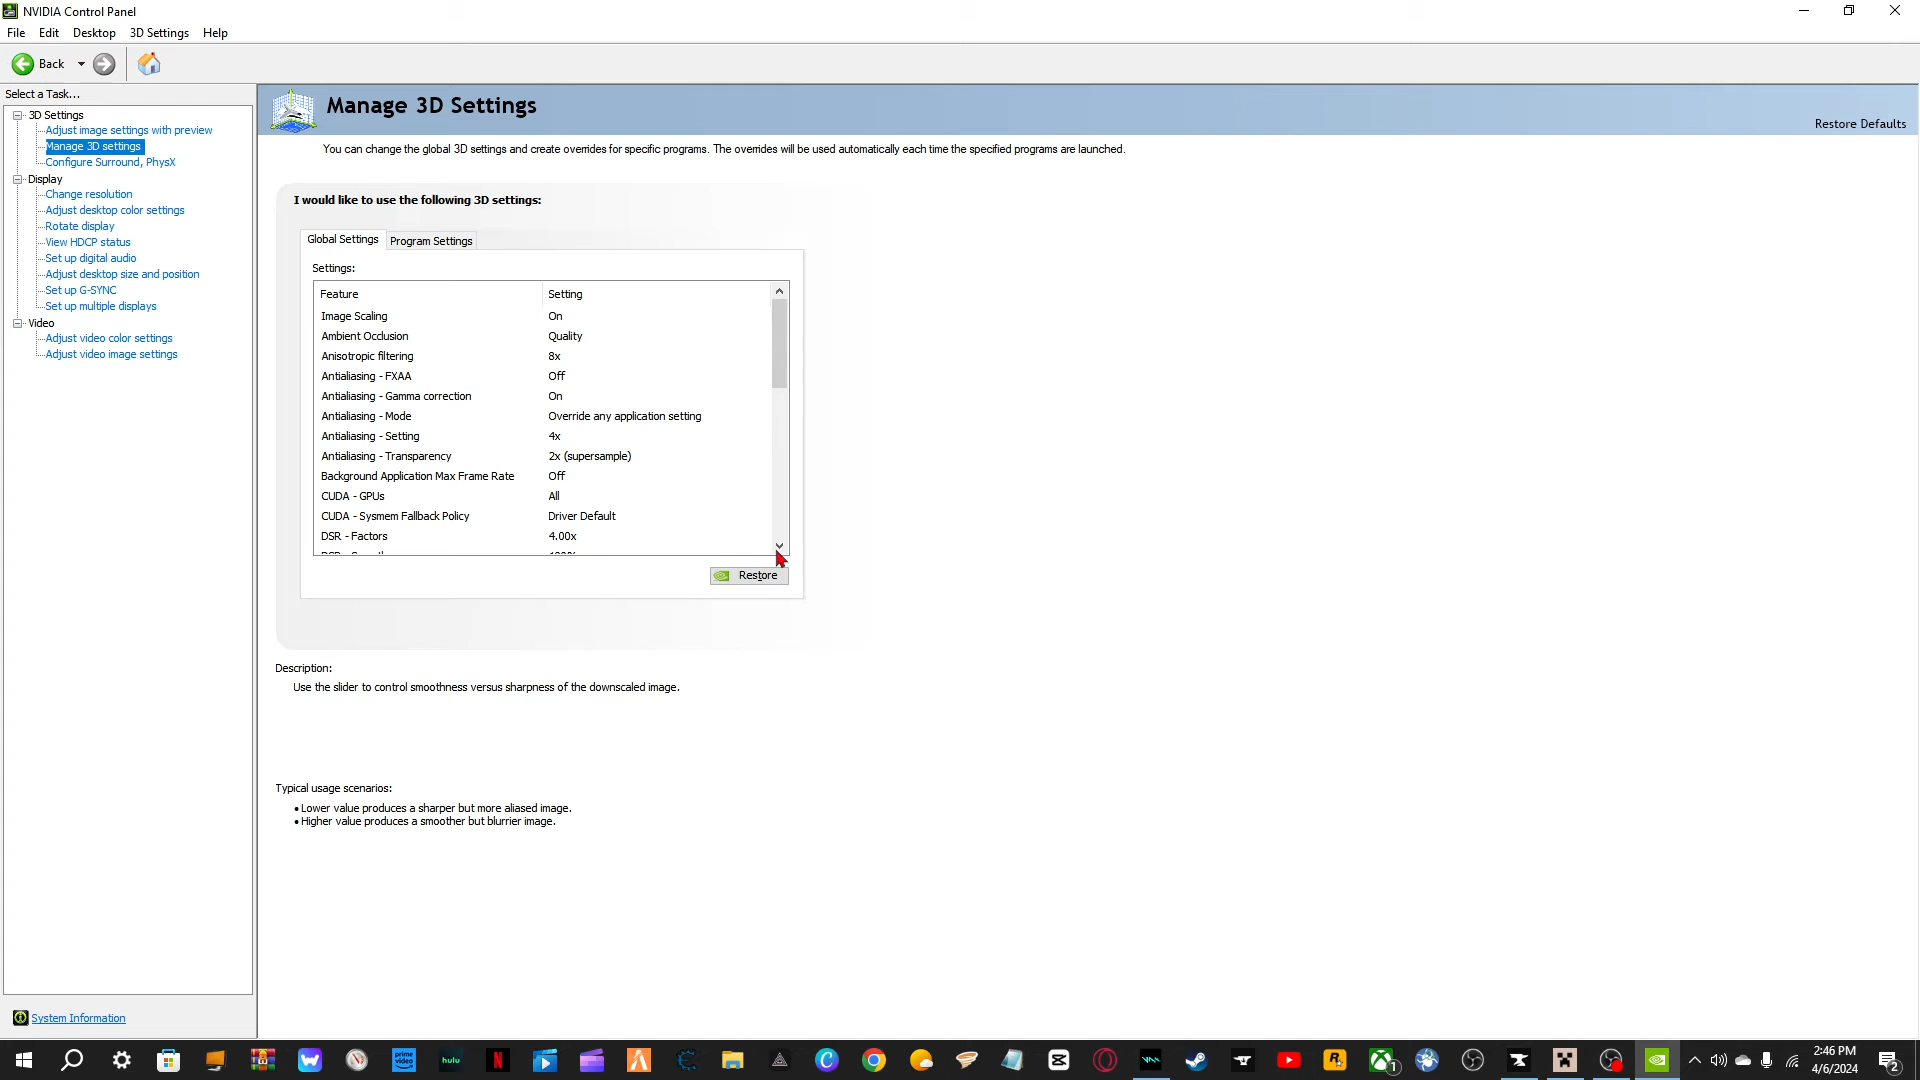 NVIDIA Control Panel
File Edit Desktop 3D Settings Help
Back
Select a Task...
3D Settings
Adjust image settings with preview
Manage 3D settings
Configure Surround, PhysX
Display
Change resolution
Adjust desktop color settings
Rotate display
View HDCP status
Set up digital audio
Adjust desktop size and position
Set up G-SYNC
Set up multiple displays
Video
Adjust video color settings
Adjust video image settings
System Information
Manage 3D Settings
Restore Defaults
You can change the global 3D settings and create overrides for specific programs. The overrides will be used automatically each time the specified programs are launched.
I would like to use the following 3D settings:
Global Settings Program Settings
Settings:
Feature Setting
Image Scaling On
Ambient Occlusion Quality
Anisotropic filtering 8x
Antialiasing - FXAA Off
Antialiasing - Gamma correction On
Antialiasing - Mode Override any application setting
Antialiasing - Setting 4x
Antialiasing - Transparency 2x (supersample)
Background Application Max Frame Rate Off
CUDA - GPUs All
CUDA - Sysmem Fallback Policy Driver Default
DSR - Factors 4.00x
Restore
Description:
Use the slider to control smoothness versus sharpness of the downscaled image.
Typical usage scenarios:
• Lower value produces a sharper but more aliased image.
• Higher value produces a smoother but blurrier image.
prime video
hulu
N
R
1
2:46 PM
4/6/2024
2